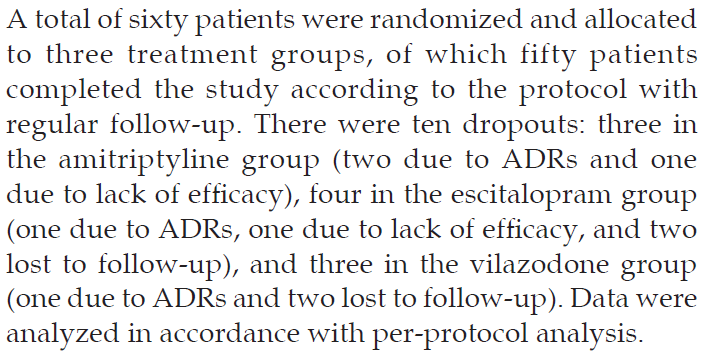 A total of sixty patients were randomized and allocated
to three treatment groups, of which fifty patients
completed the study according to the protocol with
regular follow-up. There were ten dropouts: three in
the amitriptyline group (two due to ADRs and one
due to lack of efficacy), four in the escitalopram group
(one due to ADRs, one due to lack of efficacy, and two
lost to follow-up), and three in the vilazodone group
(one due to ADRs and two lost to follow-up). Data were
analyzed in accordance with per-protocol analysis.